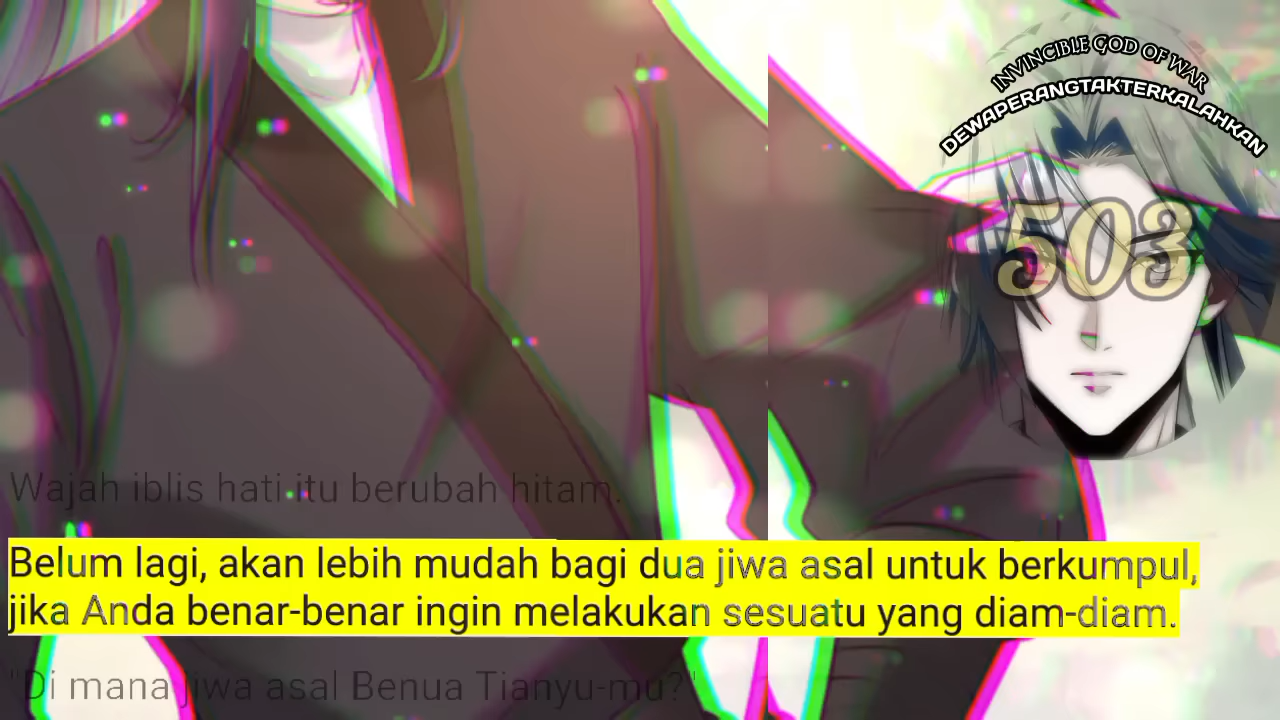 INVINCIBLE GOD OF WAR
DEWAPERANGTAKTERKALAHKAN
503
Wajah iblis hati itu berubah hitam.
Belum lagi, akan lebih mudah bagi dua jiwa asal untuk berkumpul,
jika Anda benar-benar ingin melakukan sesuatu yang diam-diam.
"Di mana jiwa asal Benua Tianyu-mu?"